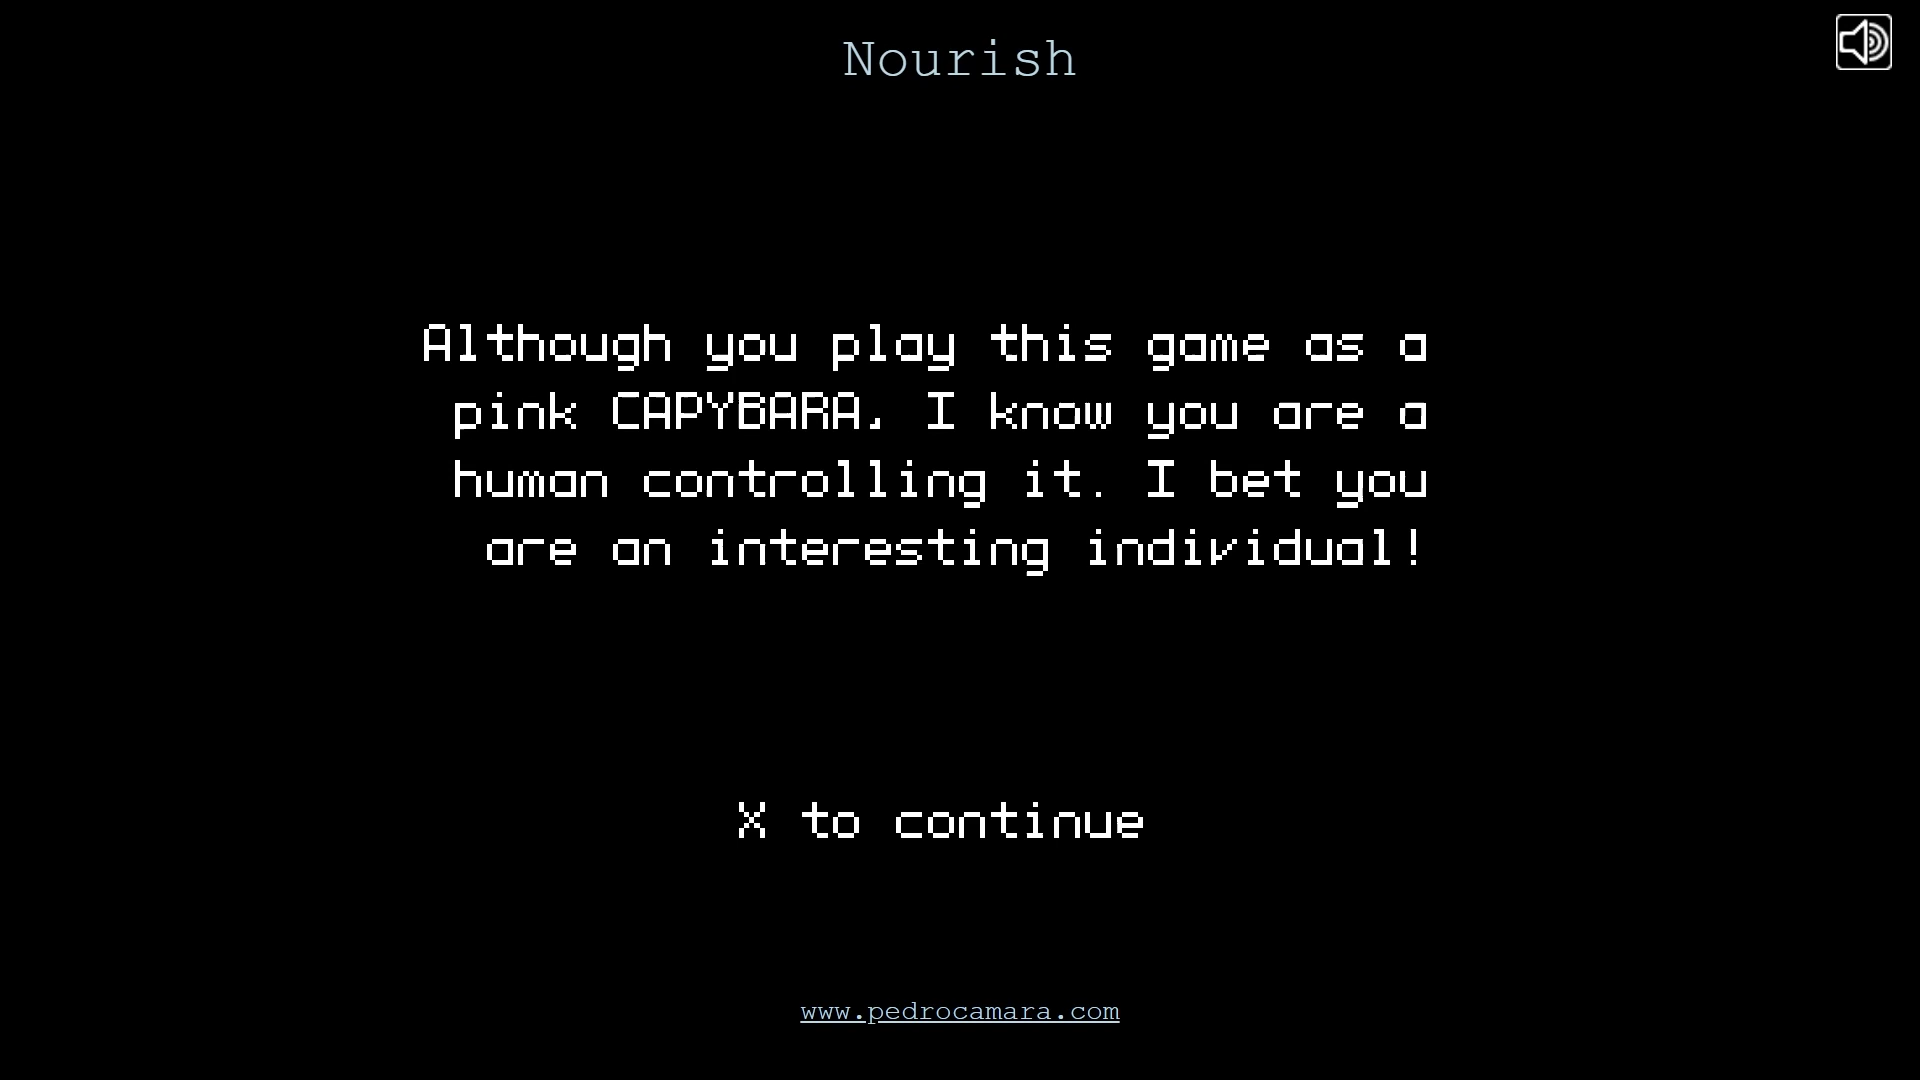 Nourish
Although you play this game as a
pink CAPYBARA, I know you are a
human controlling it. I bet you
are an interesting individual!
X to continue
www.pedrocamara.com